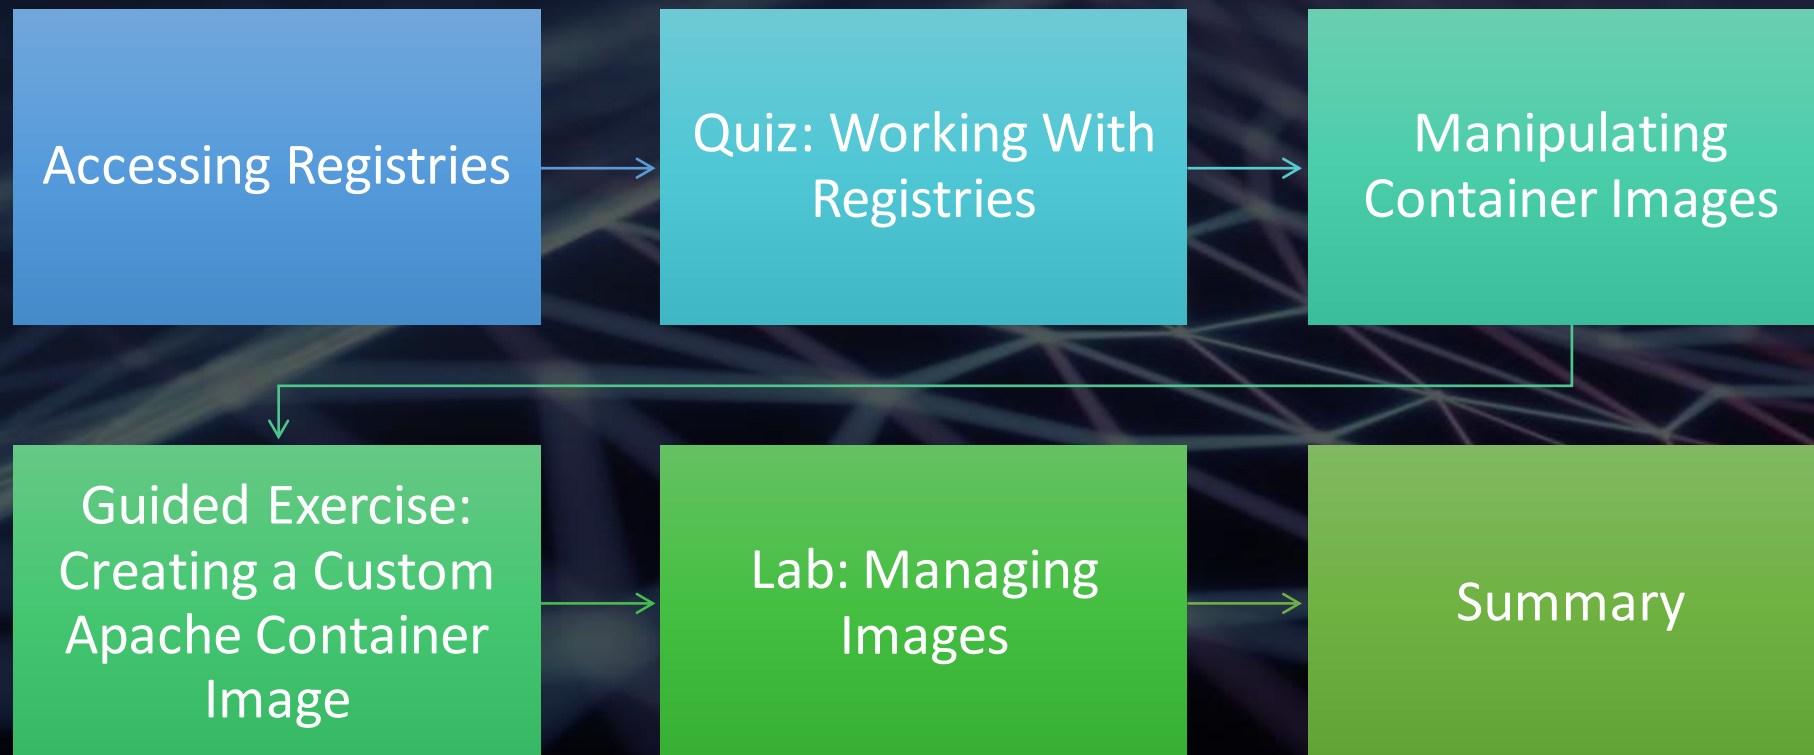 Accessing Registries
Quiz: Working With
Registries
Manipulating
Container Images
Guided Exercise:
Creating a Custom
Apache Container
Image
Lab: Managing
Images
Summary